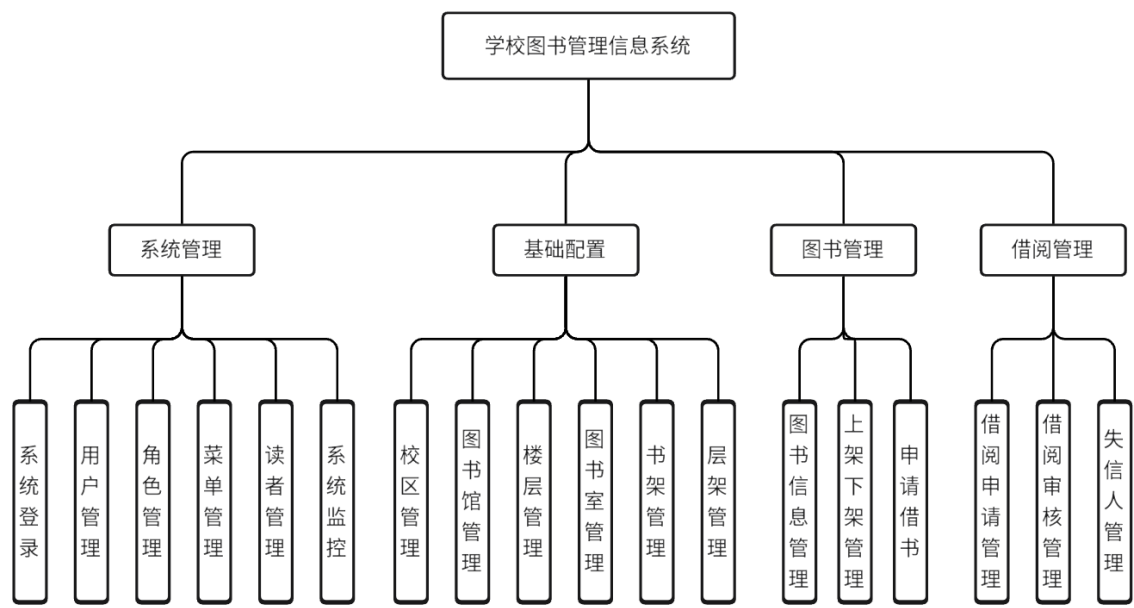 学校图书管理信息系统
系统管理
基础配置
图书管理
借阅管理
系统登录
用户管理
角色管理
菜单管理
读者管理
系统监控
校区管理
图书馆管理
楼层管理
图书室管理
书架管理
层架管理
图书信息管理
上架下架管理
申请借书
借阅申请管理
借阅审核管理
失信人管理